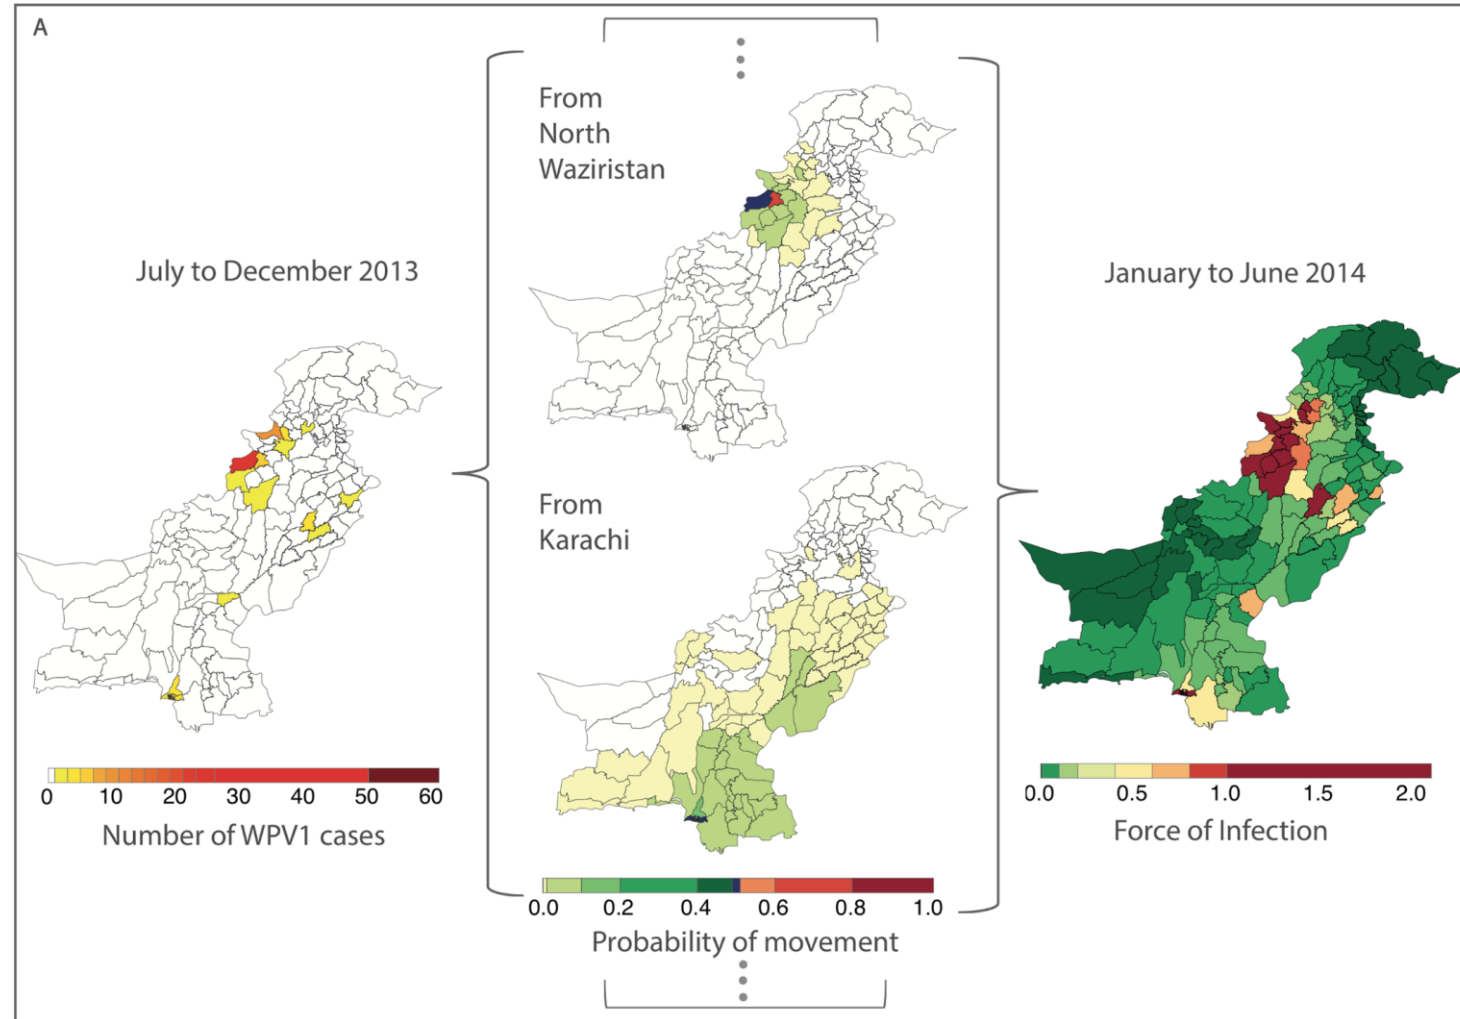 A
July to December 2013
0 10 20 30 40 50 60
Number of WPV1 cases
From
North
Waziristan
From
Karachi
0.0 0.2 0.4 0.6 0.8 1.0
Probability of movement
January to June 2014
0.0 0.5 1.0 1.5 2.0
Force of Infection